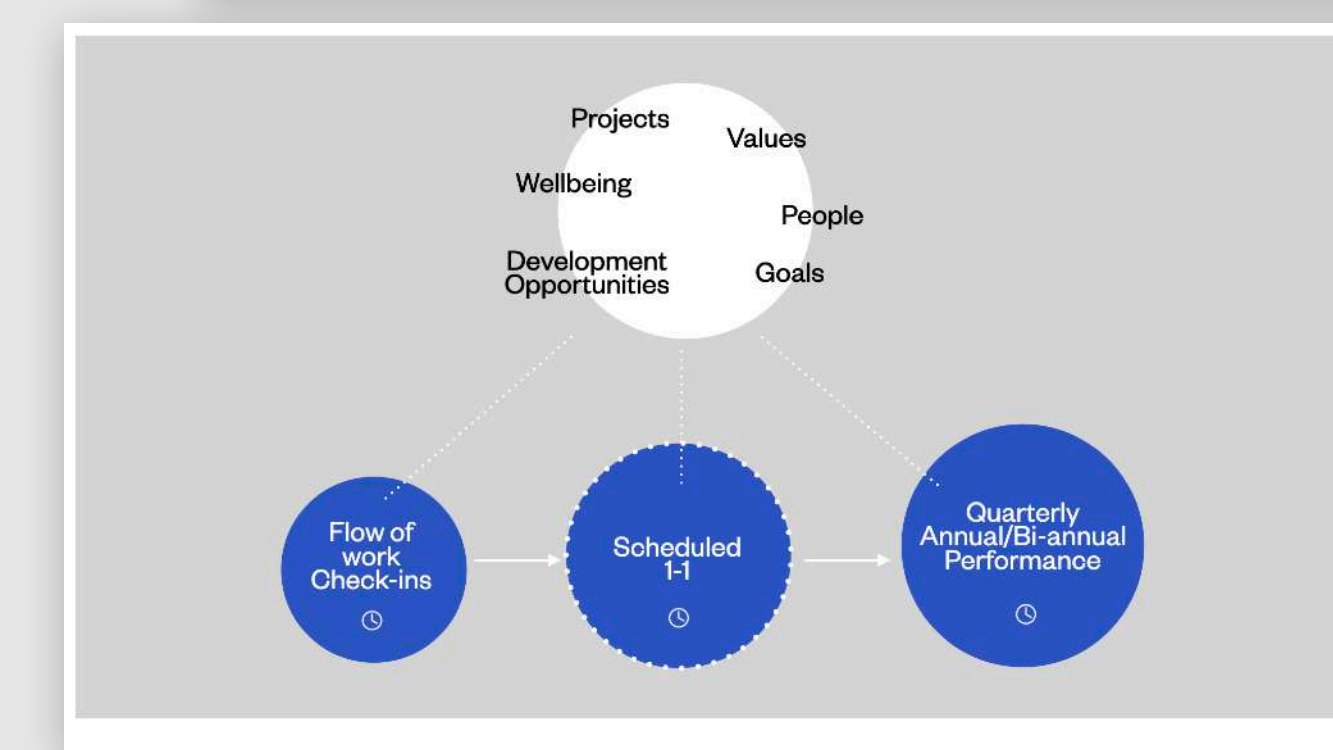 Projects
Values
Wellbeing
People
Development
Opportunities
Goals
Flow of
work
Check-ins
Scheduled
1-1
Quarterly
Annual/Bi-annual
Performance